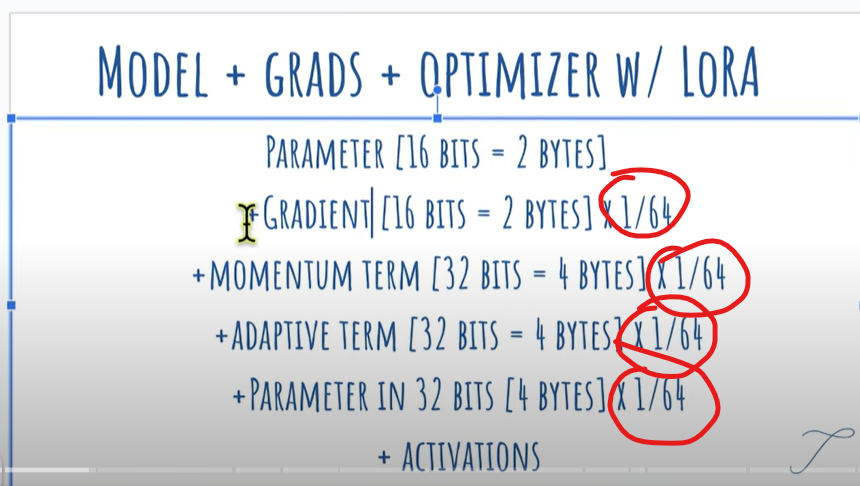 MODEL + GRADS + OPTIMIZER W/ LORA
PARAMETER [16 BITS = 2 BYTES]
+GRADIENT [16 BITS = 2 BYTES] X 1/64
+MOMENTUM TERM [32 BITS = 4 BYTES] X 1/64
+ADAPTIVE TERM [32 BITS = 4 BYTES] X 1/64
+PARAMETER IN 32 BITS [4 BYTES] X 1/64
+ ACTIVATIONS